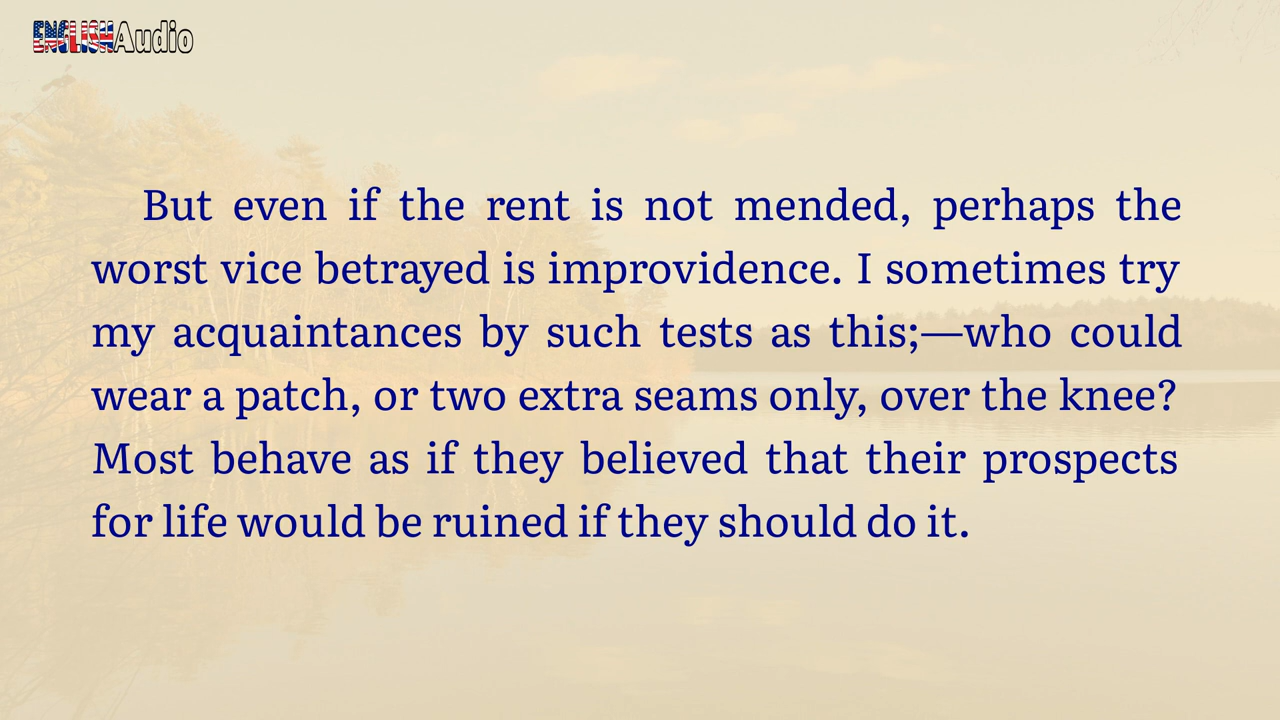 ENGLISHAudio
But even if the rent is not mended, perhaps the
worst vice betrayed is improvidence. I sometimes try
my acquaintances by such tests as this;—who could
wear a patch, or two extra seams only, over the knee?
Most behave as if they believed that their prospects
for life would be ruined if they should do it.